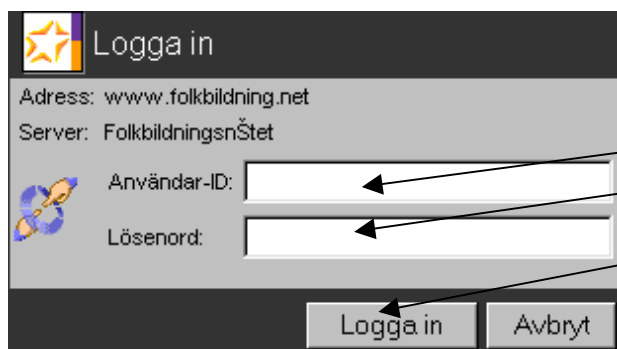 Logga in
Adress: www.folkbildning.net
Server: FolkbildningsnŠtet
Användar-ID:
Lösenord:
Logga in Avbryt